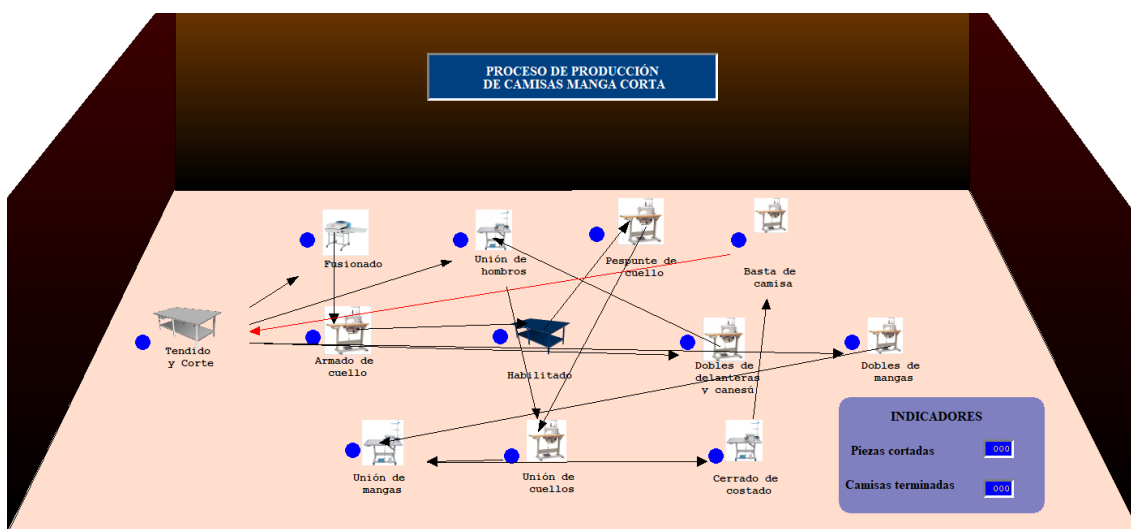 PROCESO DE PRODUCCIÓN
DE CAMISAS MANGA CORTA
Fusionado
Unión de
hombros
Pespunte de
cuello
Basta de
camisa
Tendido
y Corte
Armado de
cuello
Habilitado
Dobles de
delanteras
y canesú
Dobles de
mangas
Unión de
mangas
Unión de
cuellos
Cerrado de
costado
INDICADORES
Piezas cortadas
000
Camisas terminadas
000